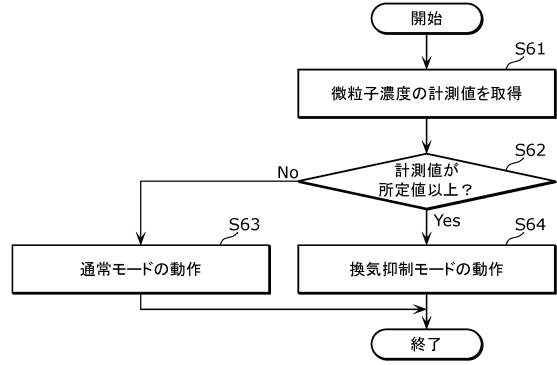 開始
S61
微粒子濃度の計測値を取得
S62
計測値が
所定値以上？
No
Yes
S63
通常モードの動作
S64
換気抑制モードの動作
終了